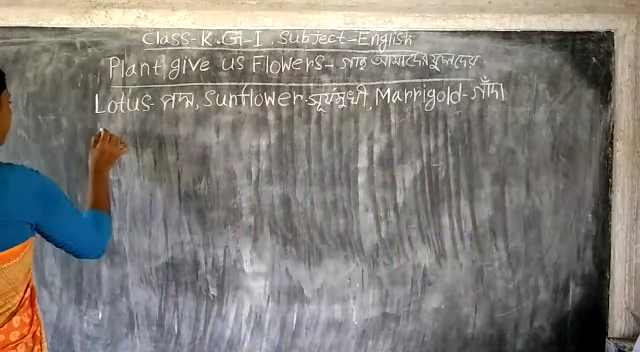 Class-K.G-I. Subject-English
Plant give us Flowers- গাছ আমাদের ফুল দেয়
Lotus-পদ্ম, Sunflower-সূর্যমুখী, Marrigold-গাঁদা